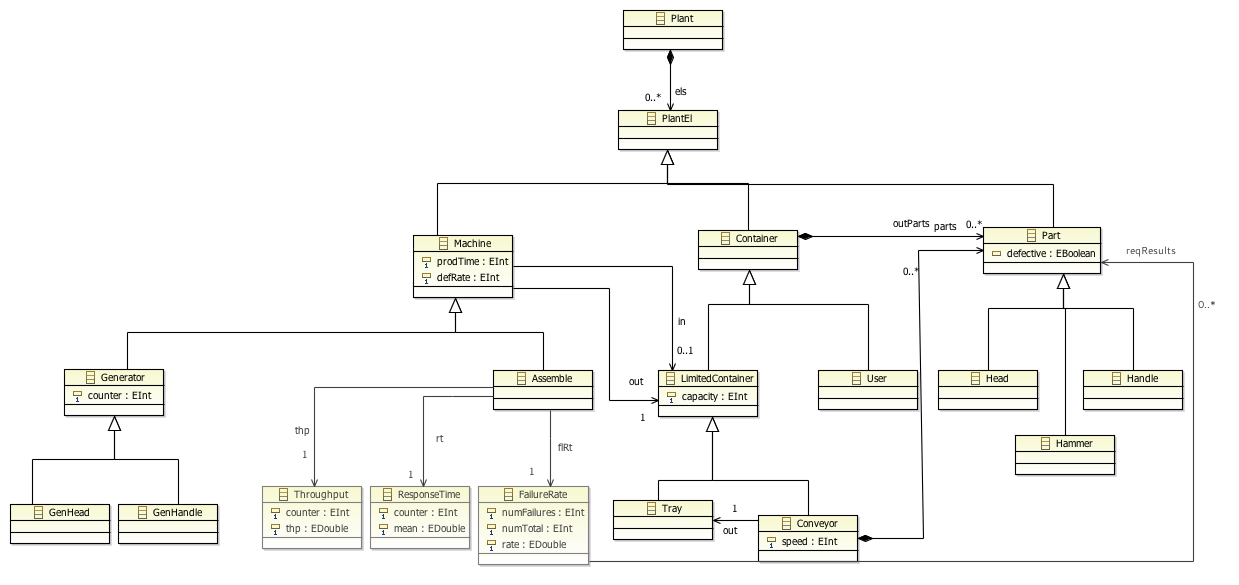 Plant
els
0..*
PlantEl
Machine
prodTime : EInt
defRate : EInt
Container
outParts
parts
0..*
Part
defective : EBoolean
reqResults
0..*
0..*
in
0..1
out
1
Generator
counter : EInt
Assemble
LimitedContainer
capacity : EInt
User
Head
Handle
Hammer
thp
1
rt
1
flRt
1
GenHead
GenHandle
Throughput
counter : EInt
thp : EDouble
ResponseTime
counter : EInt
mean : EDouble
FailureRate
numFailures : EInt
numTotal : EInt
rate : EDouble
Tray
1
out
Conveyor
speed : EInt